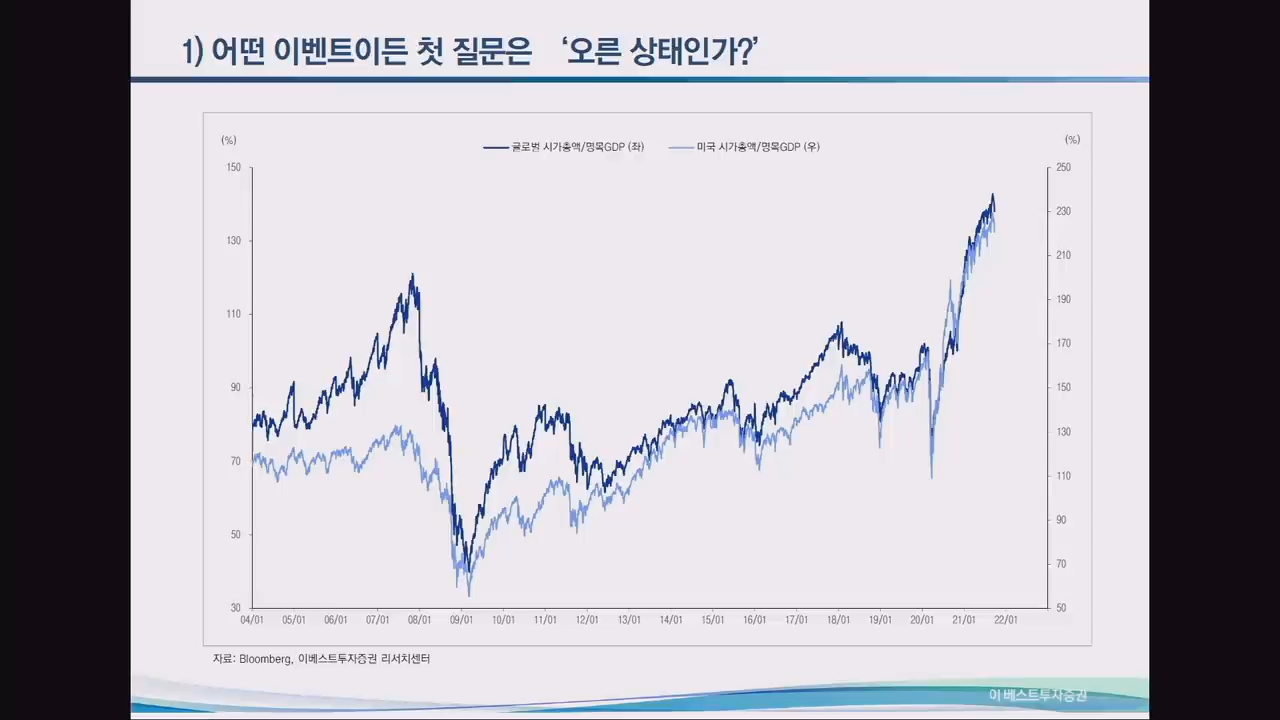 1) 어떤 이벤트이든 첫 질문은 ‘오른 상태인가?’
(%) 글로벌 시가총액/명목GDP (좌) 미국 시가총액/명목GDP (우) (%)
150 250
230
130
210
110 190
170
90 150
130
70
110
50 90
70
30 50
04/01 05/01 06/01 07/01 08/01 09/01 10/01 11/01 12/01 13/01 14/01 15/01 16/01 17/01 18/01 19/01 20/01 21/01 22/01
자료: Bloomberg, 이베스트투자증권 리서치센터
이베스트투자증권